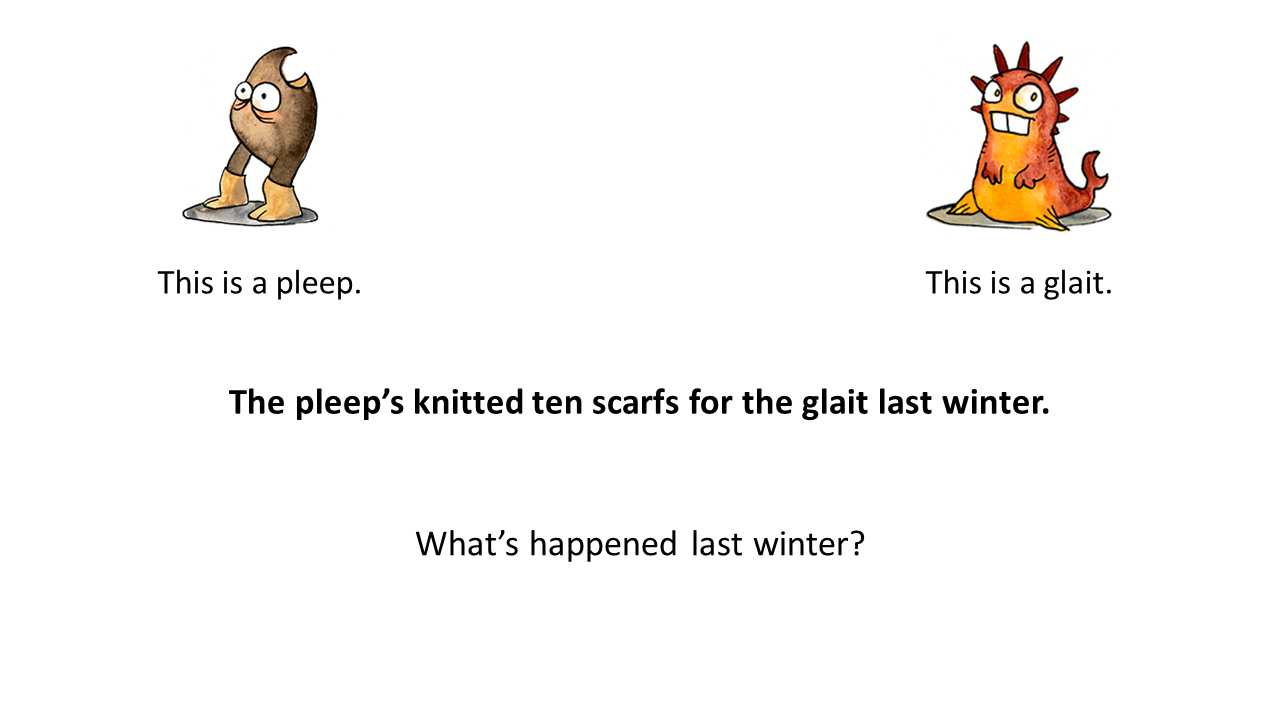 This is a pleep.
This is a glait.
The pleep’s knitted ten scarfs for the glait last winter.
What’s happened last winter?